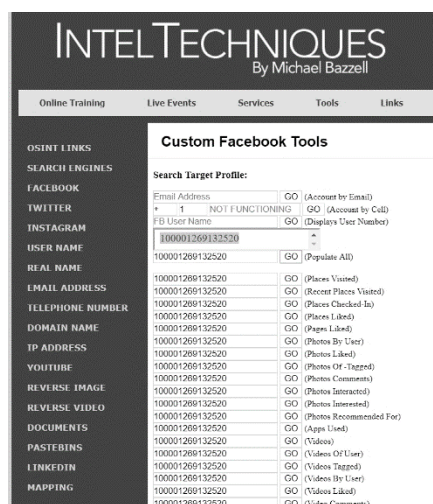 INTELTECHNIQUES
By Michael Bazzell
Online Training Live Events Services Tools Links
OSINT LINKS
SEARCH ENGINES
FACEBOOK
TWITTER
INSTAGRAM
USER NAME
REAL NAME
EMAIL ADDRESS
TELEPHONE NUMBER
DOMAIN NAME
IP ADDRESS
YOUTUBE
REVERSE IMAGE
REVERSE VIDEO
DOCUMENTS
PASTEBINS
LINKEDIN
MAPPING
Custom Facebook Tools
Search Target Profile:
Email Address GO (Account by Email)
+ 1 NOT FUNCTIONING GO (Account by Cell)
FB User Name GO (Displays User Number)
100001269132520
100001269132520 GO (Populate All)
100001269132520 GO (Places Visited)
100001269132520 GO (Recent Places Visited)
100001269132520 GO (Places Checked-In)
100001269132520 GO (Places Liked)
100001269132520 GO (Pages Liked)
100001269132520 GO (Photos By User)
100001269132520 GO (Photos Liked)
100001269132520 GO (Photos Of -Tagged)
100001269132520 GO (Photos Comments)
100001269132520 GO (Photos Interacted)
100001269132520 GO (Photos Interested)
100001269132520 GO (Photos Recommended For)
100001269132520 GO (Apps Used)
100001269132520 GO (Videos)
100001269132520 GO (Videos Of User)
100001269132520 GO (Videos Tagged)
100001269132520 GO (Videos By User)
100001269132520 GO (Videos Liked)
100001269132520 GO (Video Comments)